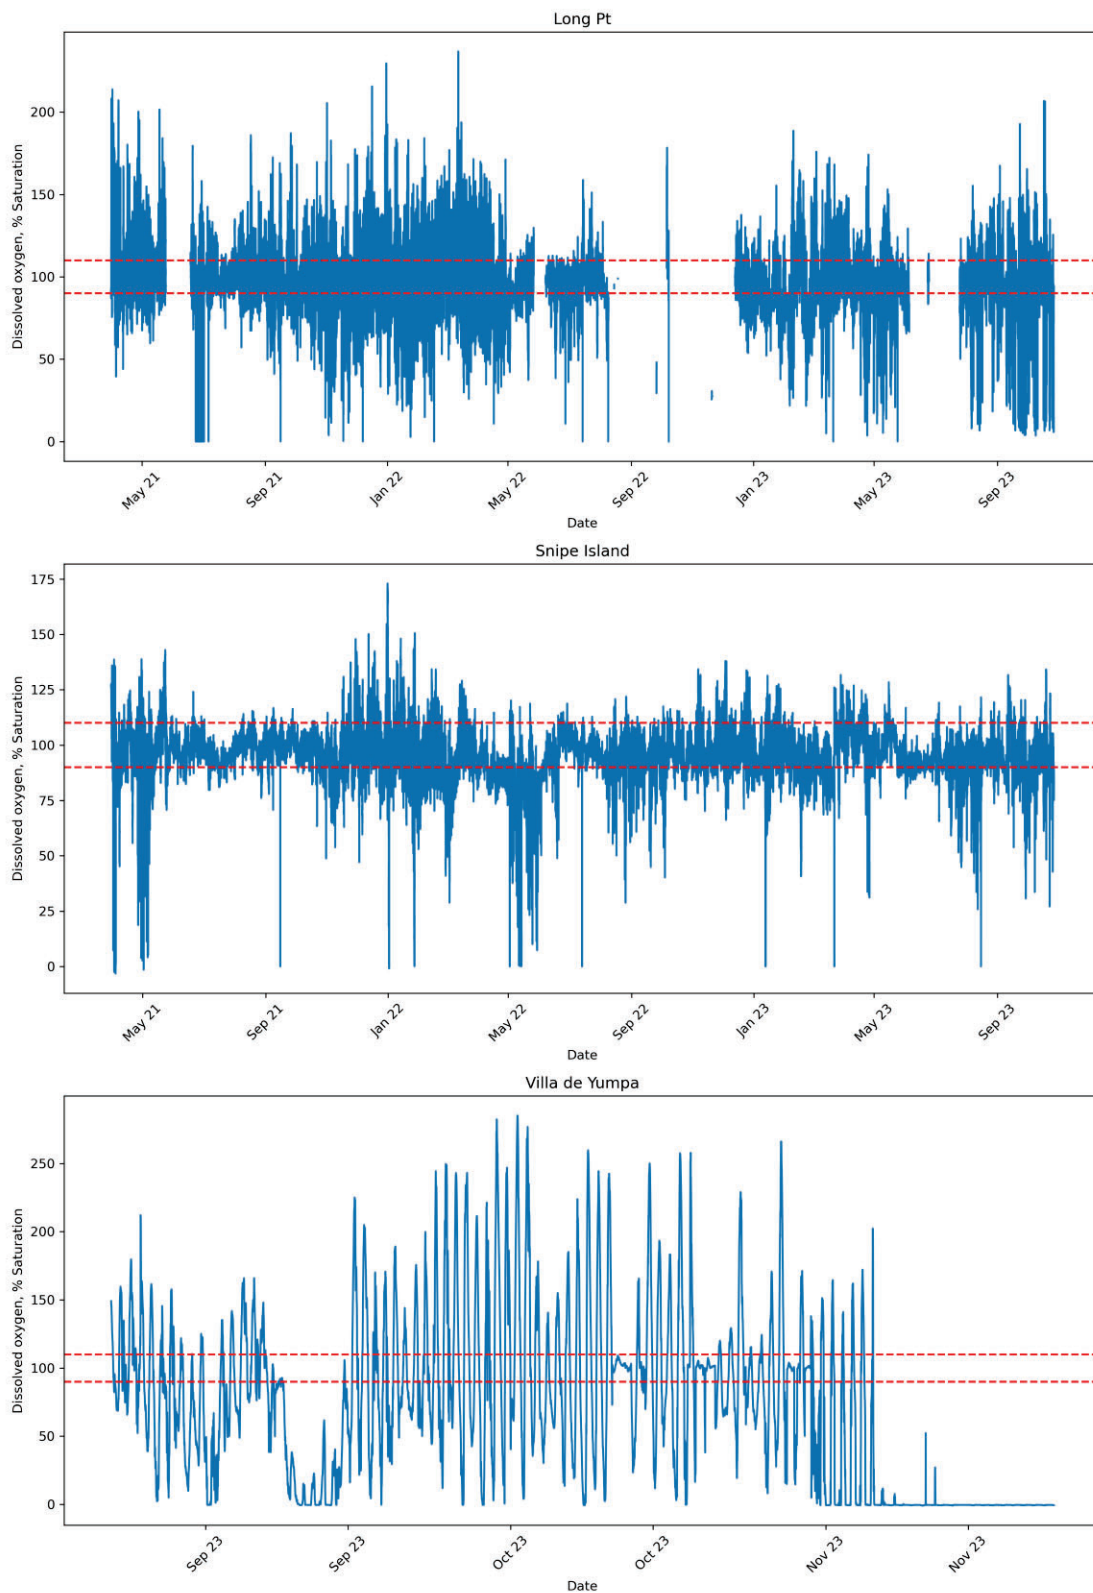 Long Pt
Dissolved oxygen, % Saturation
200
150
100
50
0
May 21
Sep 21
Jan 22
May 22
Sep 22
Jan 23
May 23
Sep 23
Date
Snipe Island
Dissolved oxygen, % Saturation
175
150
125
100
75
50
25
0
May 21
Sep 21
Jan 22
May 22
Sep 22
Jan 23
May 23
Sep 23
Date
Villa de Yumpa
Dissolved oxygen, % Saturation
250
200
150
100
50
0
Sep 23
Sep 23
Oct 23
Oct 23
Nov 23
Nov 23
Date